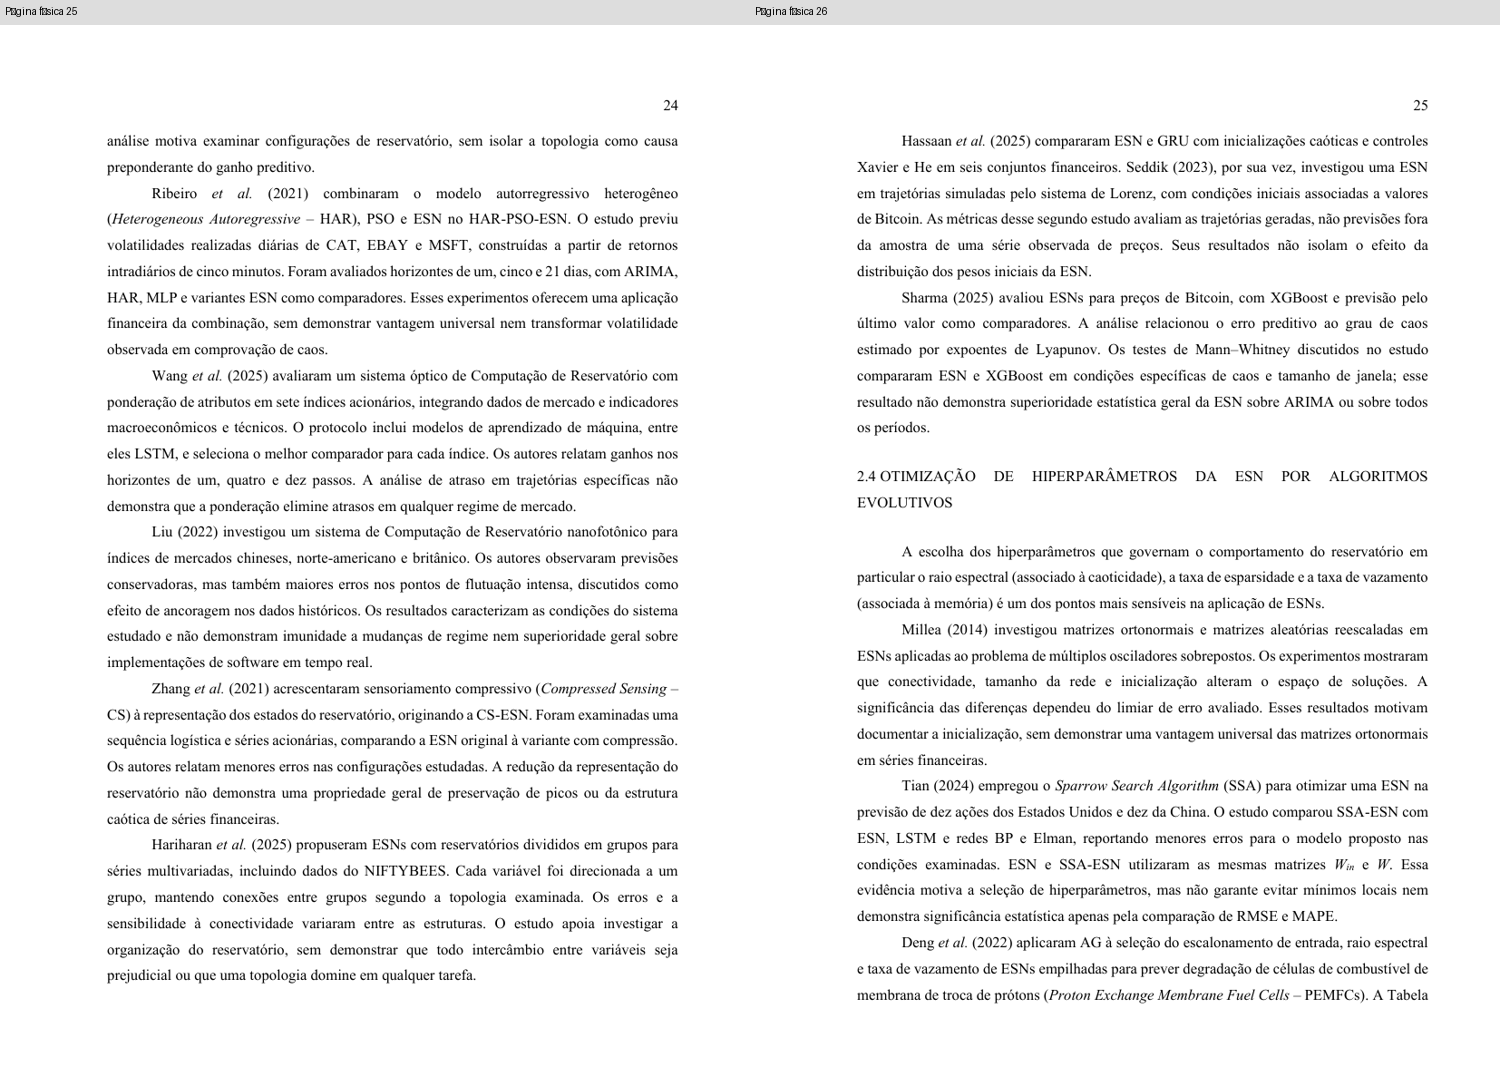 Página física 25
24
análise motiva examinar configurações de reservatório, sem isolar a topologia como causa
preponderante do ganho preditivo.
Ribeiro et al. (2021) combinaram o modelo autorregressivo heterogêneo
(Heterogeneous Autoregressive – HAR), PSO e ESN no HAR-PSO-ESN. O estudo previu
volatilidades realizadas diárias de CAT, EBAY e MSFT, construídas a partir de retornos
intradiários de cinco minutos. Foram avaliados horizontes de um, cinco e 21 dias, com ARIMA,
HAR, MLP e variantes ESN como comparadores. Esses experimentos oferecem uma aplicação
financeira da combinação, sem demonstrar vantagem universal nem transformar volatilidade
observada em comprovação de caos.
Wang et al. (2025) avaliaram um sistema óptico de Computação de Reservatório com
ponderação de atributos em sete índices acionários, integrando dados de mercado e indicadores
macroeconômicos e técnicos. O protocolo inclui modelos de aprendizado de máquina, entre
eles LSTM, e seleciona o melhor comparador para cada índice. Os autores relatam ganhos nos
horizontes de um, quatro e dez passos. A análise de atraso em trajetórias específicas não
demonstra que a ponderação elimine atrasos em qualquer regime de mercado.
Liu (2022) investigou um sistema de Computação de Reservatório nanofotônico para
índices de mercados chineses, norte-americano e britânico. Os autores observaram previsões
conservadoras, mas também maiores erros nos pontos de flutuação intensa, discutidos como
efeito de ancoragem nos dados históricos. Os resultados caracterizam as condições do sistema
estudado e não demonstram imunidade a mudanças de regime nem superioridade geral sobre
implementações de software em tempo real.
Zhang et al. (2021) acrescentaram sensoriamento compressivo (Compressed Sensing –
CS) à representação dos estados do reservatório, originando a CS-ESN. Foram examinadas uma
sequência logística e séries acionárias, comparando a ESN original à variante com compressão.
Os autores relatam menores erros nas configurações estudadas. A redução da representação do
reservatório não demonstra uma propriedade geral de preservação de picos ou da estrutura
caótica de séries financeiras.
Hariharan et al. (2025) propuseram ESNs com reservatórios divididos em grupos para
séries multivariadas, incluindo dados do NIFTYBEES. Cada variável foi direcionada a um
grupo, mantendo conexões entre grupos segundo a topologia examinada. Os erros e a
sensibilidade à conectividade variaram entre as estruturas. O estudo apoia investigar a
organização do reservatório, sem demonstrar que todo intercâmbio entre variáveis seja
prejudicial ou que uma topologia domine em qualquer tarefa.
Página física 26
25
Hassaan et al. (2025) compararam ESN e GRU com inicializações caóticas e controles
Xavier e He em seis conjuntos financeiros. Seddik (2023), por sua vez, investigou uma ESN
em trajetórias simuladas pelo sistema de Lorenz, com condições iniciais associadas a valores
de Bitcoin. As métricas desse segundo estudo avaliam as trajetórias geradas, não previsões fora
da amostra de uma série observada de preços. Seus resultados não isolam o efeito da
distribuição dos pesos iniciais da ESN.
Sharma (2025) avaliou ESNs para preços de Bitcoin, com XGBoost e previsão pelo
último valor como comparadores. A análise relacionou o erro preditivo ao grau de caos
estimado por expoentes de Lyapunov. Os testes de Mann–Whitney discutidos no estudo
compararam ESN e XGBoost em condições específicas de caos e tamanho de janela; esse
resultado não demonstra superioridade estatística geral da ESN sobre ARIMA ou sobre todos
os períodos.
2.4 OTIMIZAÇÃO DE HIPERPARÂMETROS DA ESN POR ALGORITMOS
EVOLUTIVOS
A escolha dos hiperparâmetros que governam o comportamento do reservatório em
particular o raio espectral (associado à caoticidade), a taxa de esparsidade e a taxa de vazamento
(associada à memória) é um dos pontos mais sensíveis na aplicação de ESNs.
Millea (2014) investigou matrizes ortonormais e matrizes aleatórias reescaladas em
ESNs aplicadas ao problema de múltiplos osciladores sobrepostos. Os experimentos mostraram
que conectividade, tamanho da rede e inicialização alteram o espaço de soluções. A
significância das diferenças dependeu do limiar de erro avaliado. Esses resultados motivam
documentar a inicialização, sem demonstrar uma vantagem universal das matrizes ortonormais
em séries financeiras.
Tian (2024) empregou o Sparrow Search Algorithm (SSA) para otimizar uma ESN na
previsão de dez ações dos Estados Unidos e dez da China. O estudo comparou SSA-ESN com
ESN, LSTM e redes BP e Elman, reportando menores erros para o modelo proposto nas
condições examinadas. ESN e SSA-ESN utilizaram as mesmas matrizes Win e W. Essa
evidência motiva a seleção de hiperparâmetros, mas não garante evitar mínimos locais nem
demonstra significância estatística apenas pela comparação de RMSE e MAPE.
Deng et al. (2022) aplicaram AG à seleção do escalonamento de entrada, raio espectral
e taxa de vazamento de ESNs empilhadas para prever degradação de células de combustível de
membrana de troca de prótons (Proton Exchange Membrane Fuel Cells – PEMFCs). A Tabela